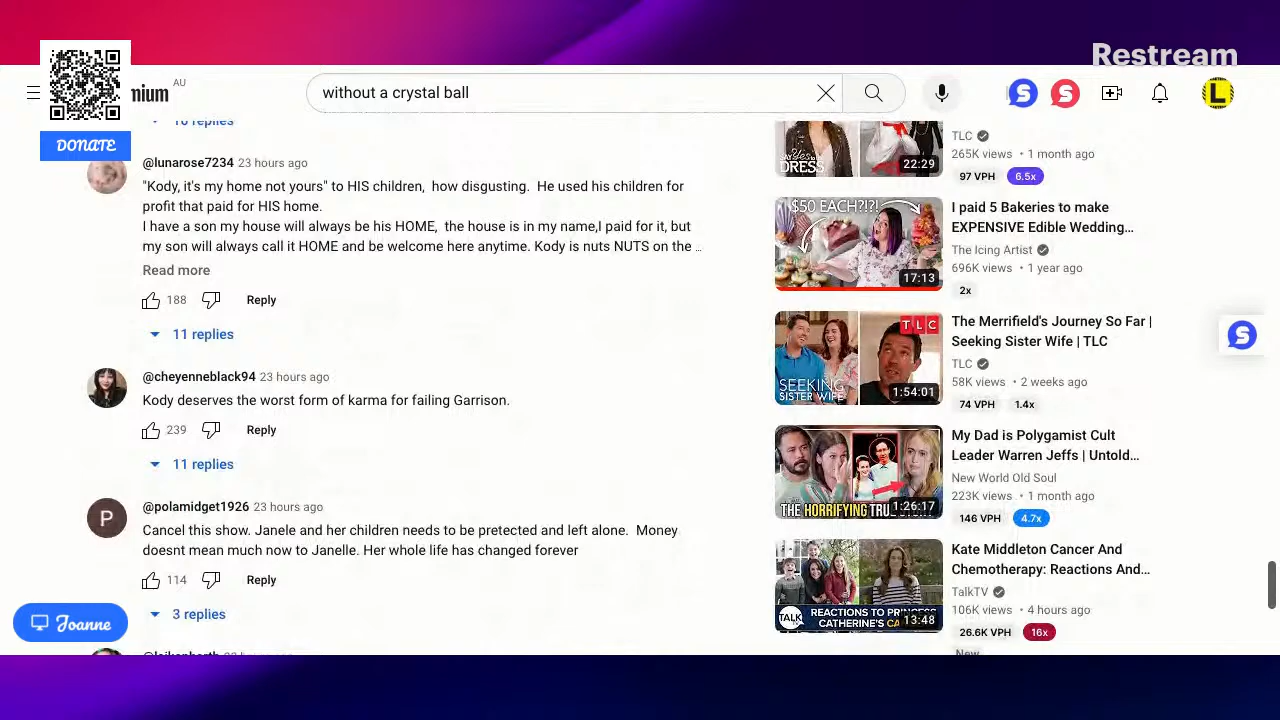 Restream
mium
AU
without a crystal ball
DONATE
10 replies
@lunarose7234 23 hours ago
"Kody, it's my home not yours" to HIS children, how disgusting. He used his children for
profit that paid for HIS home.
I have a son my house will always be his HOME, the house is in my name,I paid for it, but
my son will always call it HOME and be welcome here anytime. Kody is nuts NUTS on the ...
Read more
188
Reply
11 replies
@cheyenneblack94 23 hours ago
Kody deserves the worst form of karma for failing Garrison.
239
Reply
11 replies
@polamidget1926 23 hours ago
Cancel this show. Janele and mll children needs to be pretected and left alone. Money
doesnt mean much now to Janelle. Her whole life has changed forever
114
Reply
3 replies
P
Joanne
L
DRESS
22:29
TLC
265K views • 1 month ago
97 VPH 6.5x
$50 EACH?!?!
17:13
I paid 5 Bakeries to make
EXPENSIVE Edible Wedding…
The Icing Artist
696K views • 1 year ago
2x
TLC
SEEKING
SISTER WIFE
1:54:01
The Merrifield's Journey So Far |
Seeking Sister Wife | TLC
TLC
58K views • 2 weeks ago
74 VPH 1.4x
THE HORRIFYING TRUE
1:26:17
My Dad is Polygamist Cult
Leader Warren Jeffs | Untold…
New World Old Soul
223K views • 1 month ago
146 VPH 4.7x
TALK
REACTIONS TO PRINCESS
CATHERINE'S
13:48
Kate Middleton Cancer And
Chemotherapy: Reactions And…
TalkTV
106K views • 4 hours ago
26.6K VPH 16x
New